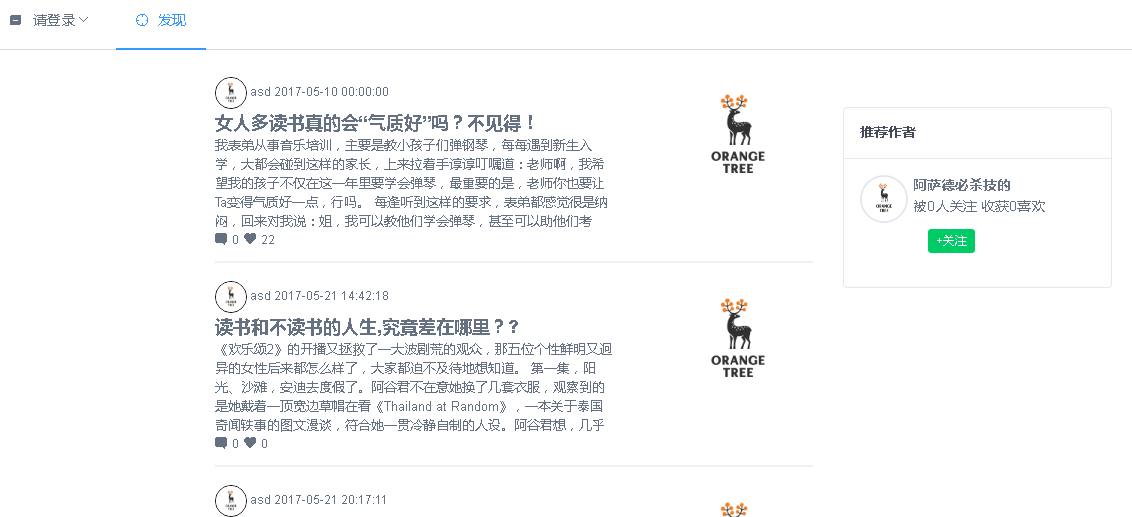 请登录
发现
asd 2017-05-10 00:00:00
女人多读书真的会“气质好”吗？不见得！
我表弟从事音乐培训，主要是教小孩子们弹钢琴，每每遇到新生入
学，大都会碰到这样的家长，上来拉着手谆谆叮嘱道：老师啊，我希
望我的孩子不仅在这一年里要学会弹琴，最重要的是，老师你也要让
Ta变得气质好一点，行吗。 每逢听到这样的要求，表弟都感觉很是纳
闷，回来对我说：姐，我可以教他们学会弹琴，甚至可以助他们考
0 22
ORANGE
TREE
asd 2017-05-21 14:42:18
读书和不读书的人生,究竟差在哪里？?
《欢乐颂2》的开播又拯救了一大波剧荒的观众，那五位个性鲜明又迥
异的女性后来都怎么样了，大家都迫不及待地想知道。 第一集，阳
光、沙滩，安迪去度假了。阿谷君不在意她换了几套衣服，观察到的
是她戴着一顶宽边草帽在看《Thailand at Random》，一本关于泰国
奇闻轶事的图文漫谈，符合她一贯冷静自制的人设。阿谷君想，几乎
0 0
ORANGE
TREE
asd 2017-05-21 20:17:11
推荐作者
ORANGE
TREE
阿萨德必杀技的
被0人关注 收获0喜欢
+关注